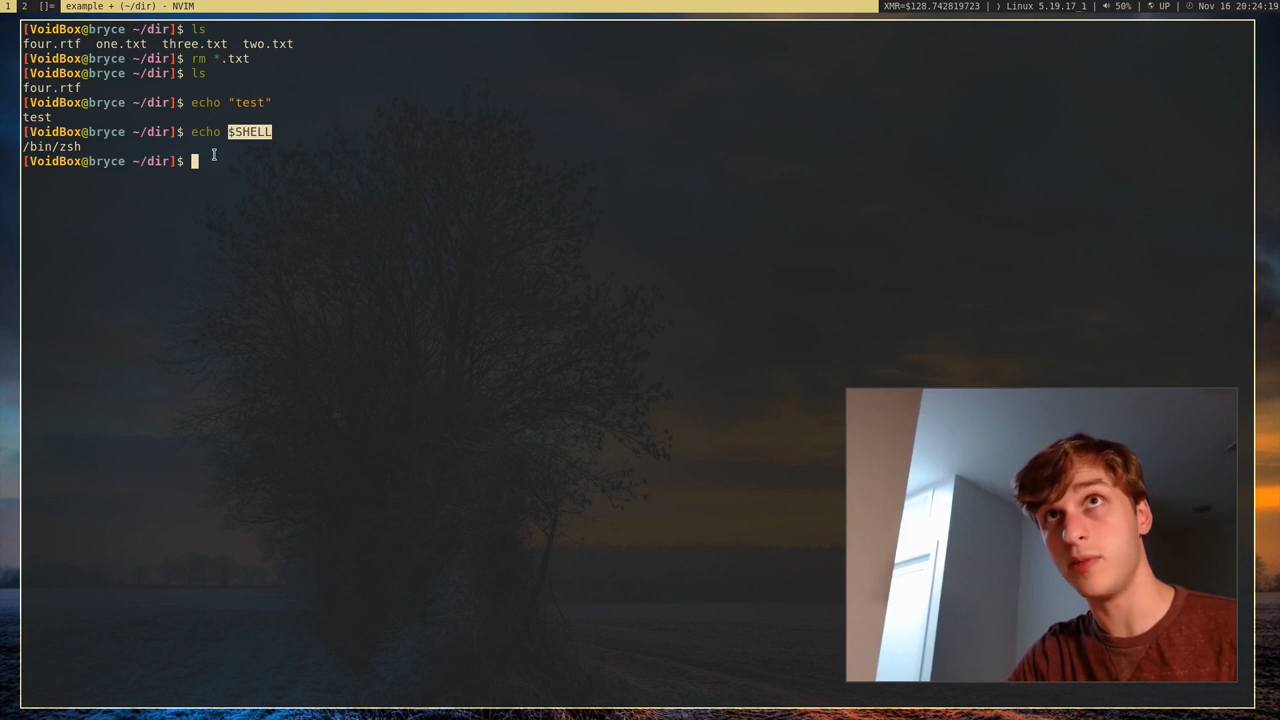 1 2 []= example + (~/dir) - NVIM XMR=$128.742819723 | Linux 5.19.17_1 | 50% | UP | Nov 16 20:24:19
[VoidBox@bryce ~/dir]$ ls
four.rtf one.txt three.txt two.txt
[VoidBox@bryce ~/dir]$ rm *.txt
[VoidBox@bryce ~/dir]$ ls
four.rtf
[VoidBox@bryce ~/dir]$ echo "test"
test
[VoidBox@bryce ~/dir]$ echo $SHELL
/bin/zsh
[VoidBox@bryce ~/dir]$